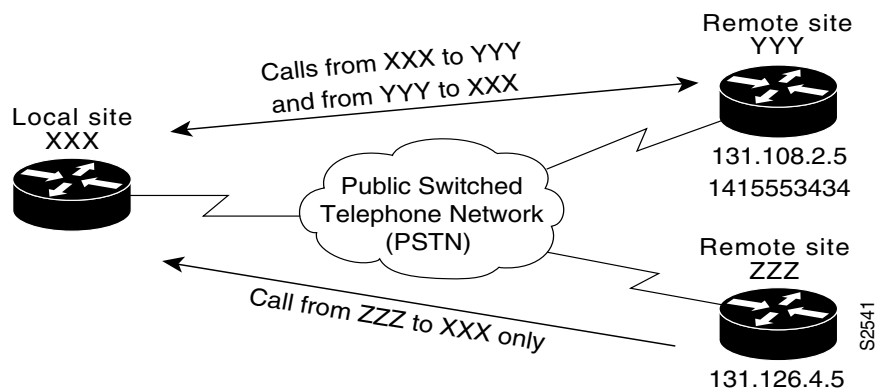 Remote site
YYY
Calls from XXX to YYY
and from YYY to XXX
Local site
XXX
131.108.2.5
1415553434
Public Switched
Telephone Network
(PSTN)
Remote site
ZZZ
Call from ZZZ to XXX only
131.126.4.5
S2541